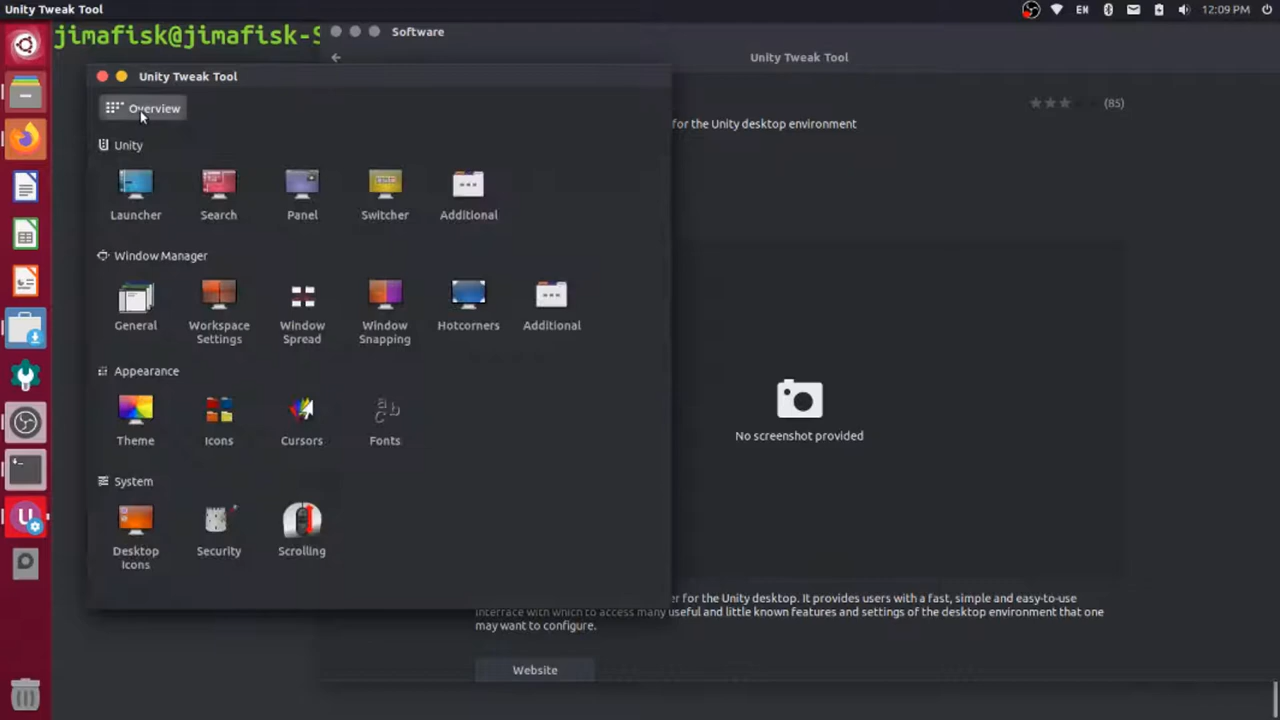 Unity Tweak Tool
EN
12:09 PM
jimafisk@jimafisk-S
Software
Unity Tweak Tool
Unity Tweak Tool
Overview
(85)
for the Unity desktop environment
Unity
Launcher
Search
Panel
Switcher
Additional
Window Manager
General
Workspace
Settings
Window
Spread
Window
Snapping
Hotcorners
Additional
Appearance
Theme
Icons
Cursors
Fonts
No screenshot provided
System
Desktop
Icons
Security
Scrolling
er for the Unity desktop. It provides users with a fast, simple and easy-to-use
interface with which to access many useful and little known features and settings of the desktop environment that one
may want to configure.
Website